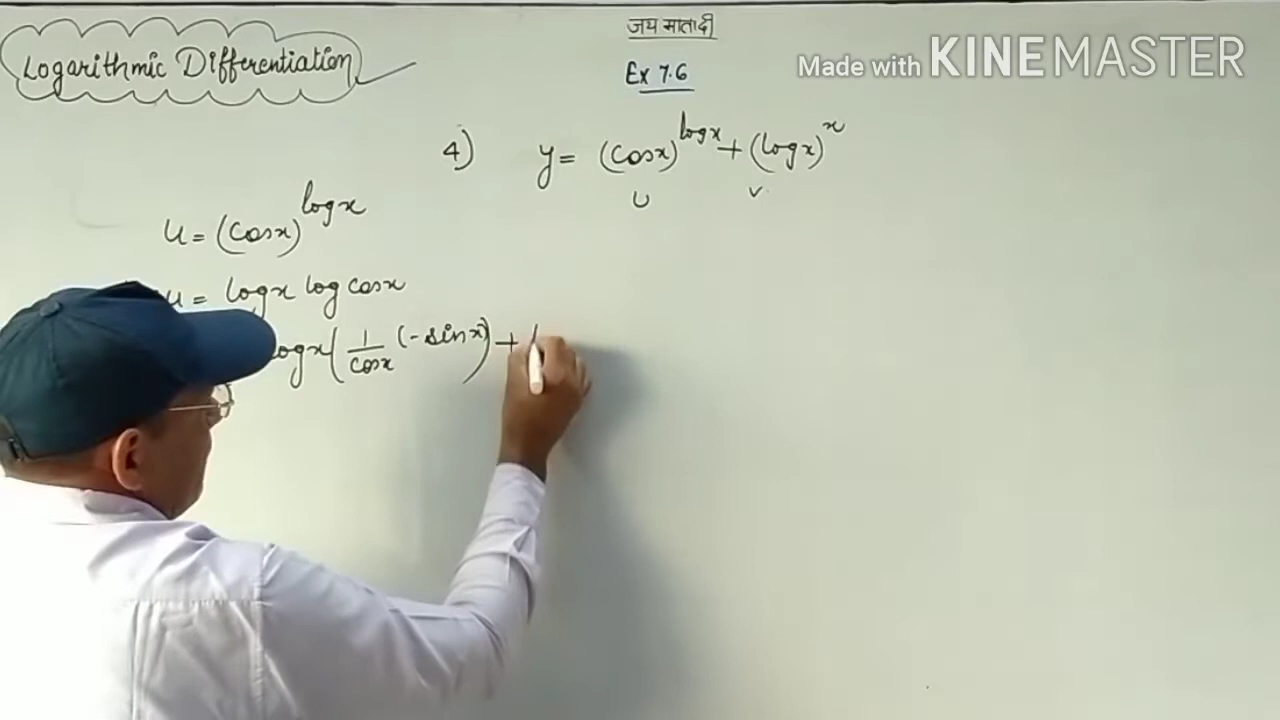 जय माता दी
Logarithmic Differentiation
Ex 7.6
Made with KINEMASTER
4) y = (cosx)^logx + (logx)^x
U V
u = (cosx)^logx
u = logx log cosx
logx(1/cosx (-sinx)) +